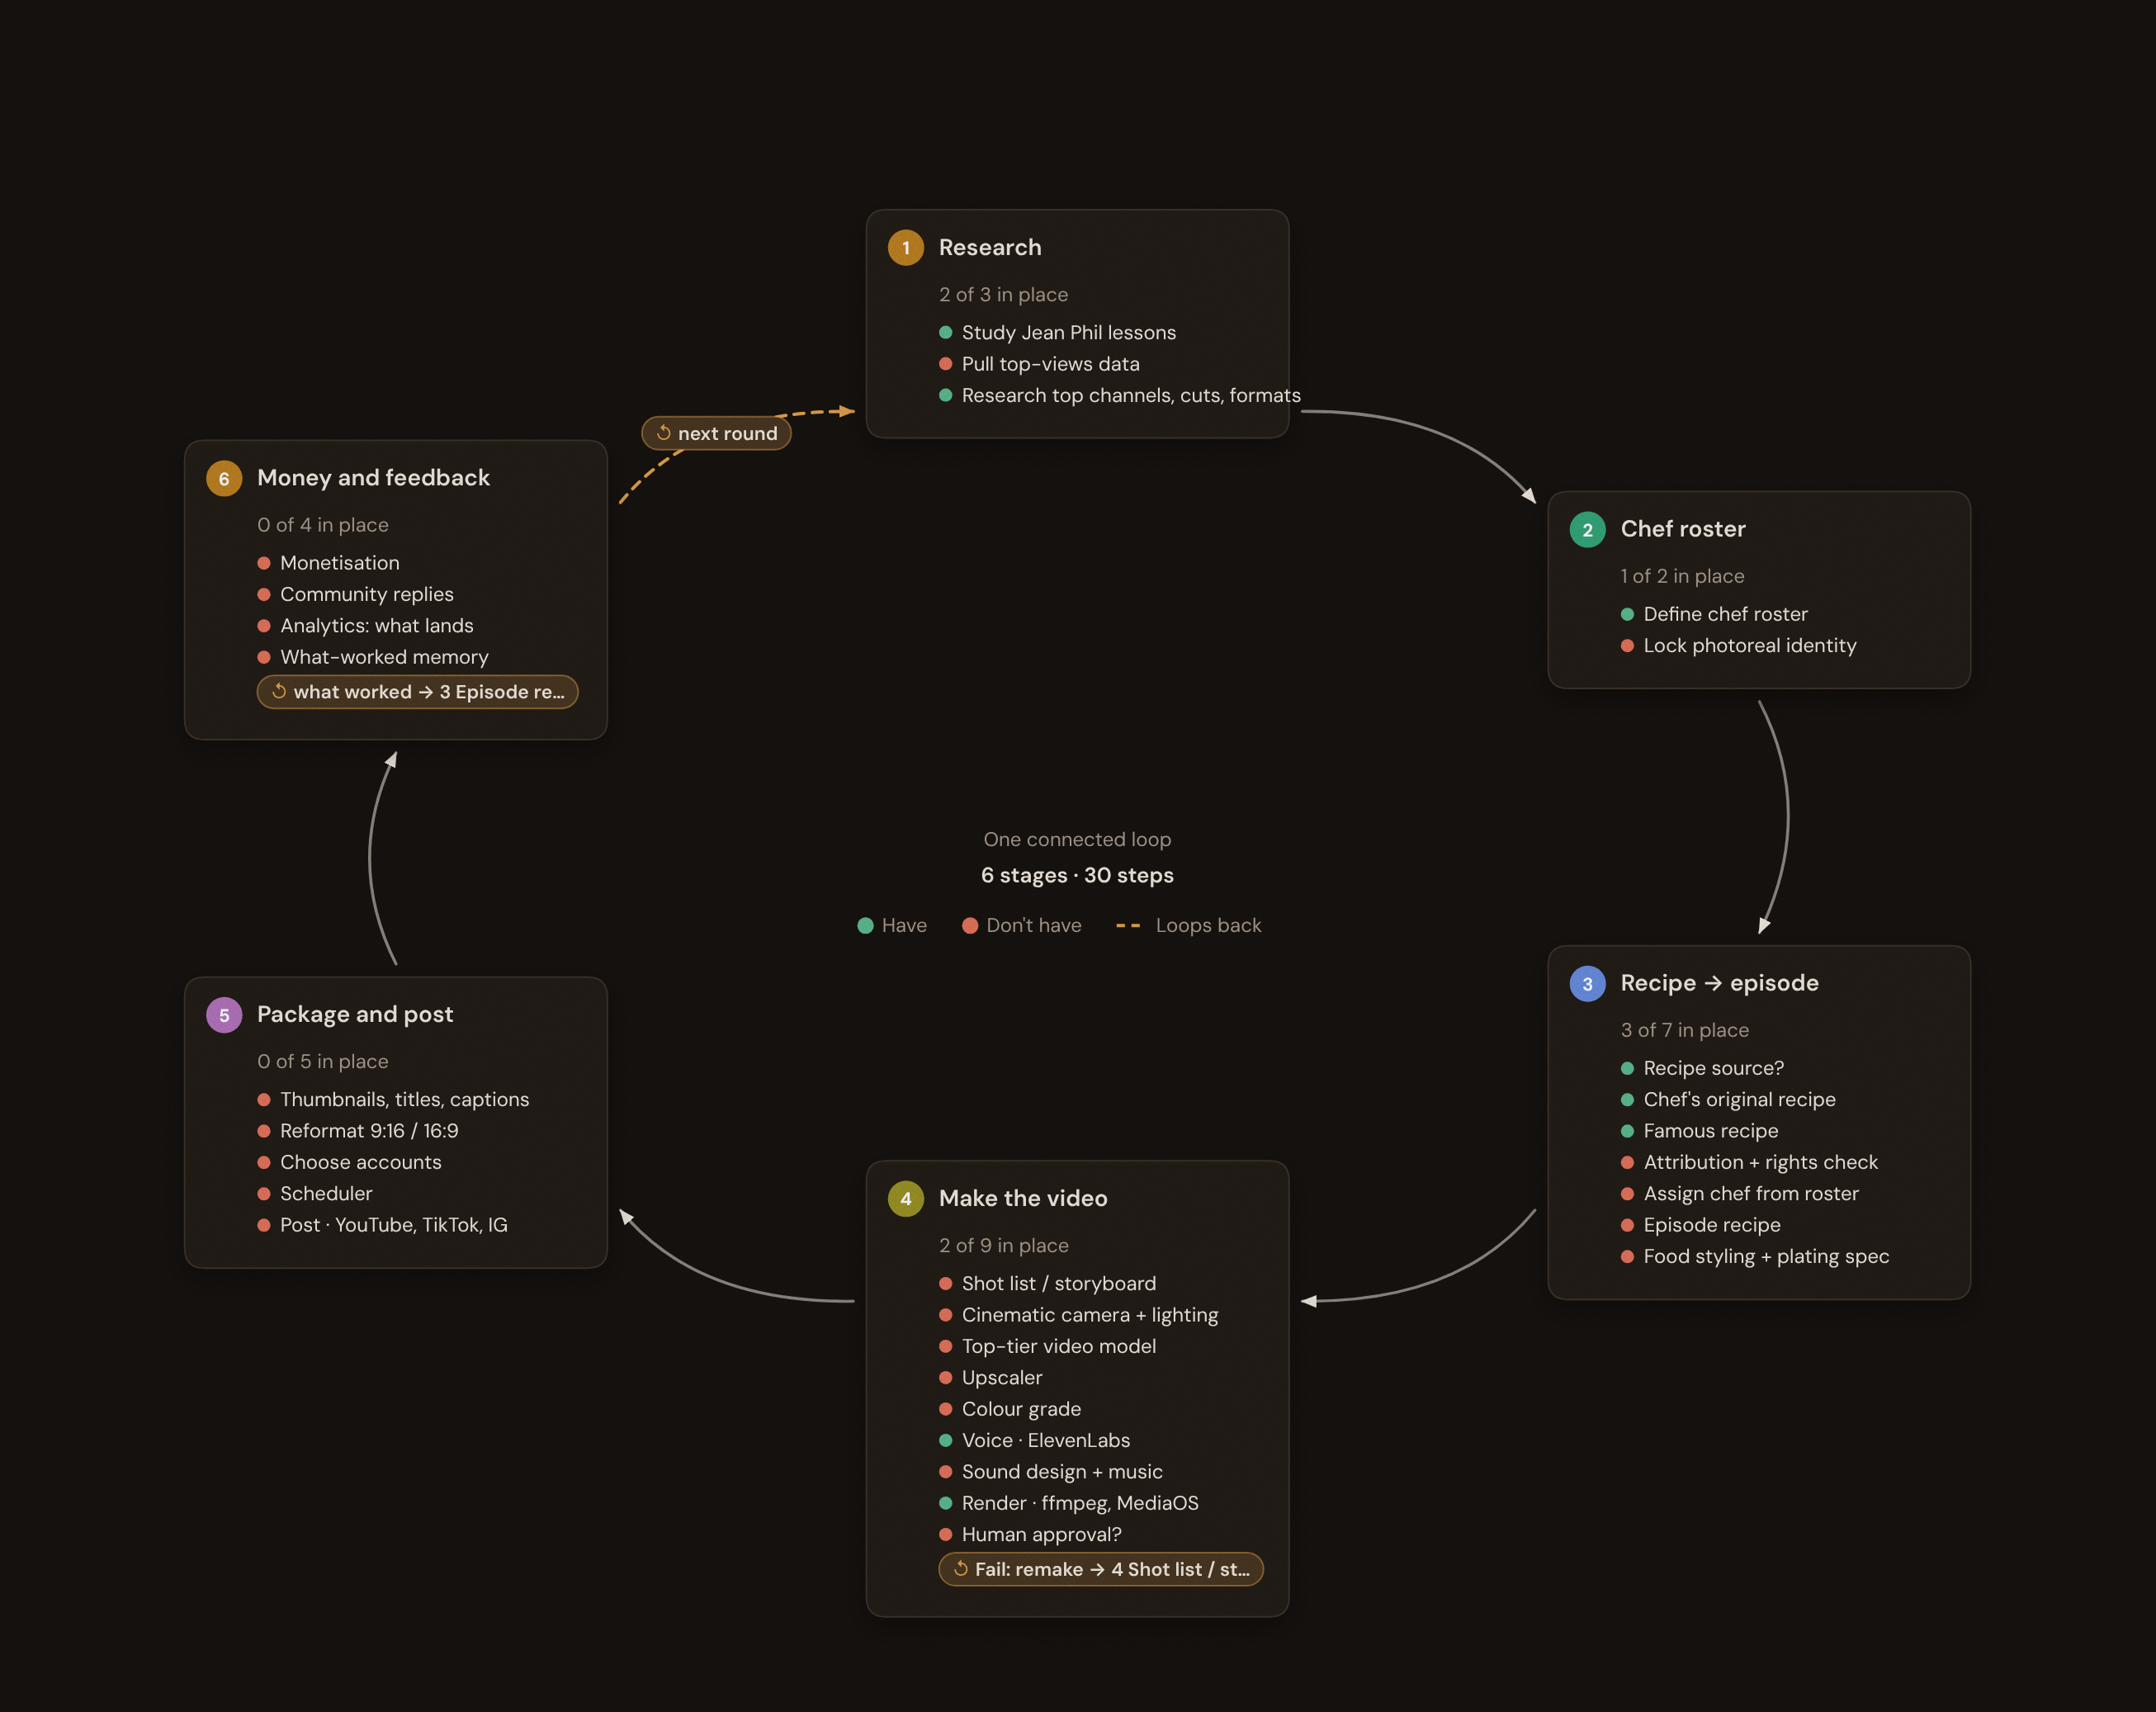 1 Research
2 of 3 in place
Study Jean Phil lessons
Pull top-views data
Research top channels, cuts, formats
next round
6 Money and feedback
0 of 4 in place
Monetisation
Community replies
Analytics: what lands
What-worked memory
what worked → 3 Episode re...
2 Chef roster
1 of 2 in place
Define chef roster
Lock photoreal identity
One connected loop
6 stages · 30 steps
Have Don't have Loops back
3 Recipe → episode
3 of 7 in place
Recipe source?
Chef's original recipe
Famous recipe
Attribution + rights check
Assign chef from roster
Episode recipe
Food styling + plating spec
5 Package and post
0 of 5 in place
Thumbnails, titles, captions
Reformat 9:16 / 16:9
Choose accounts
Scheduler
Post · YouTube, TikTok, IG
4 Make the video
2 of 9 in place
Shot list / storyboard
Cinematic camera + lighting
Top-tier video model
Upscaler
Colour grade
Voice · ElevenLabs
Sound design + music
Render · ffmpeg, MediaOS
Human approval?
Fail: remake → 4 Shot list / st...